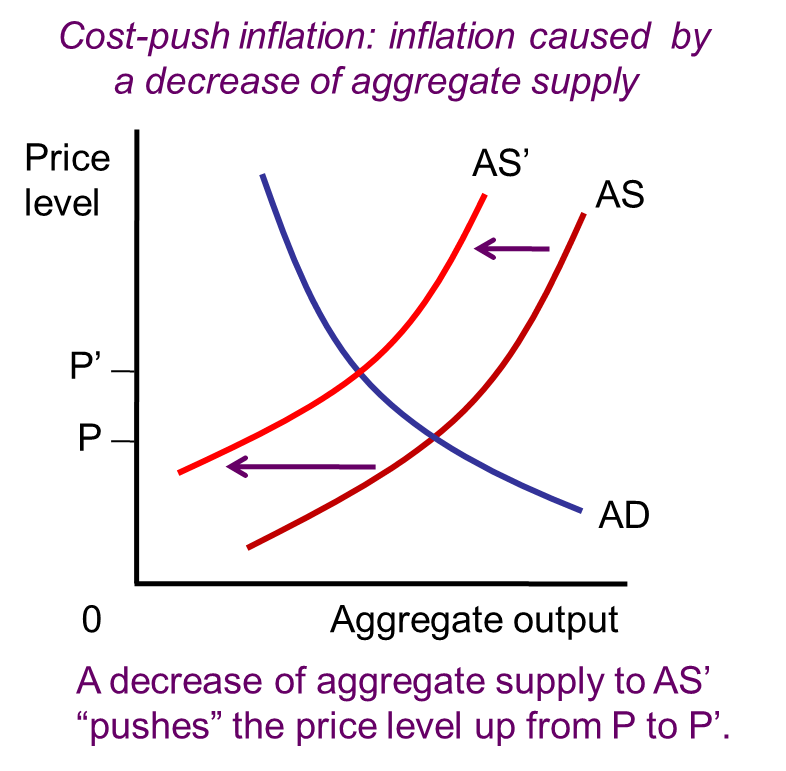 Cost-push inflation: inflation caused by
a decrease of aggregate supply
Price
level
AS’
AS
P’
P
AD
0
Aggregate output
A decrease of aggregate supply to AS’
“pushes” the price level up from P to P’.